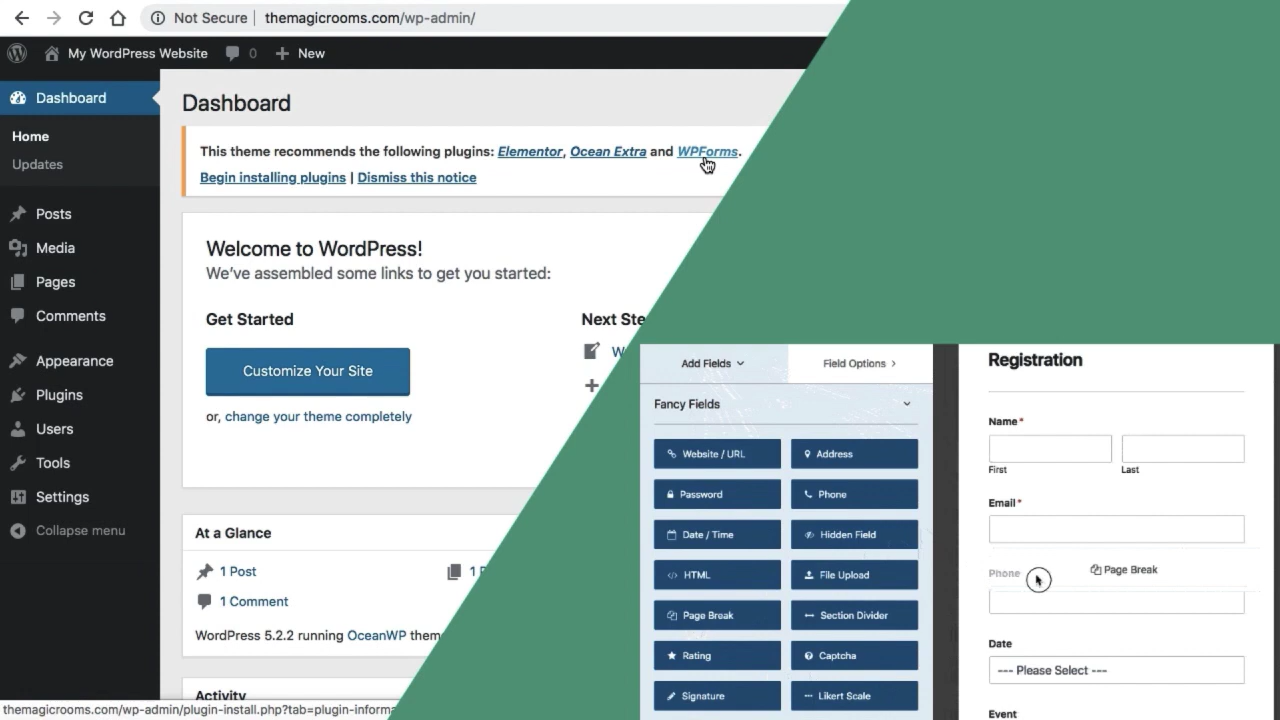 Not Secure themagicrooms.com/wp-admin/
My WordPress Website 0 New
Dashboard
Home
Updates
Posts
Media
Pages
Comments
Appearance
Plugins
Users
Tools
Settings
Collapse menu
Dashboard
This theme recommends the following plugins: Elementor, Ocean Extra and WPForms.
Begin installing plugins | Dismiss this notice
Welcome to WordPress!
We've assembled some links to get you started:
Get Started
Customize Your Site
or, change your theme completely
Next Ste
W
At a Glance
1 Post
1 P
1 Comment
WordPress 5.2.2 running OceanWP them
Activity
themagicrooms.com/wp-admin/plugin-install.php?tab=plugin-informa
Add Fields
Field Options
Fancy Fields
Website / URL
Address
Password
Phone
Date / Time
Hidden Field
HTML
File Upload
Page Break
Section Divider
Rating
Captcha
Signature
Likert Scale
Registration
Name*
First
Last
Email*
Phone
Page Break
Date
--- Please Select ---
Event